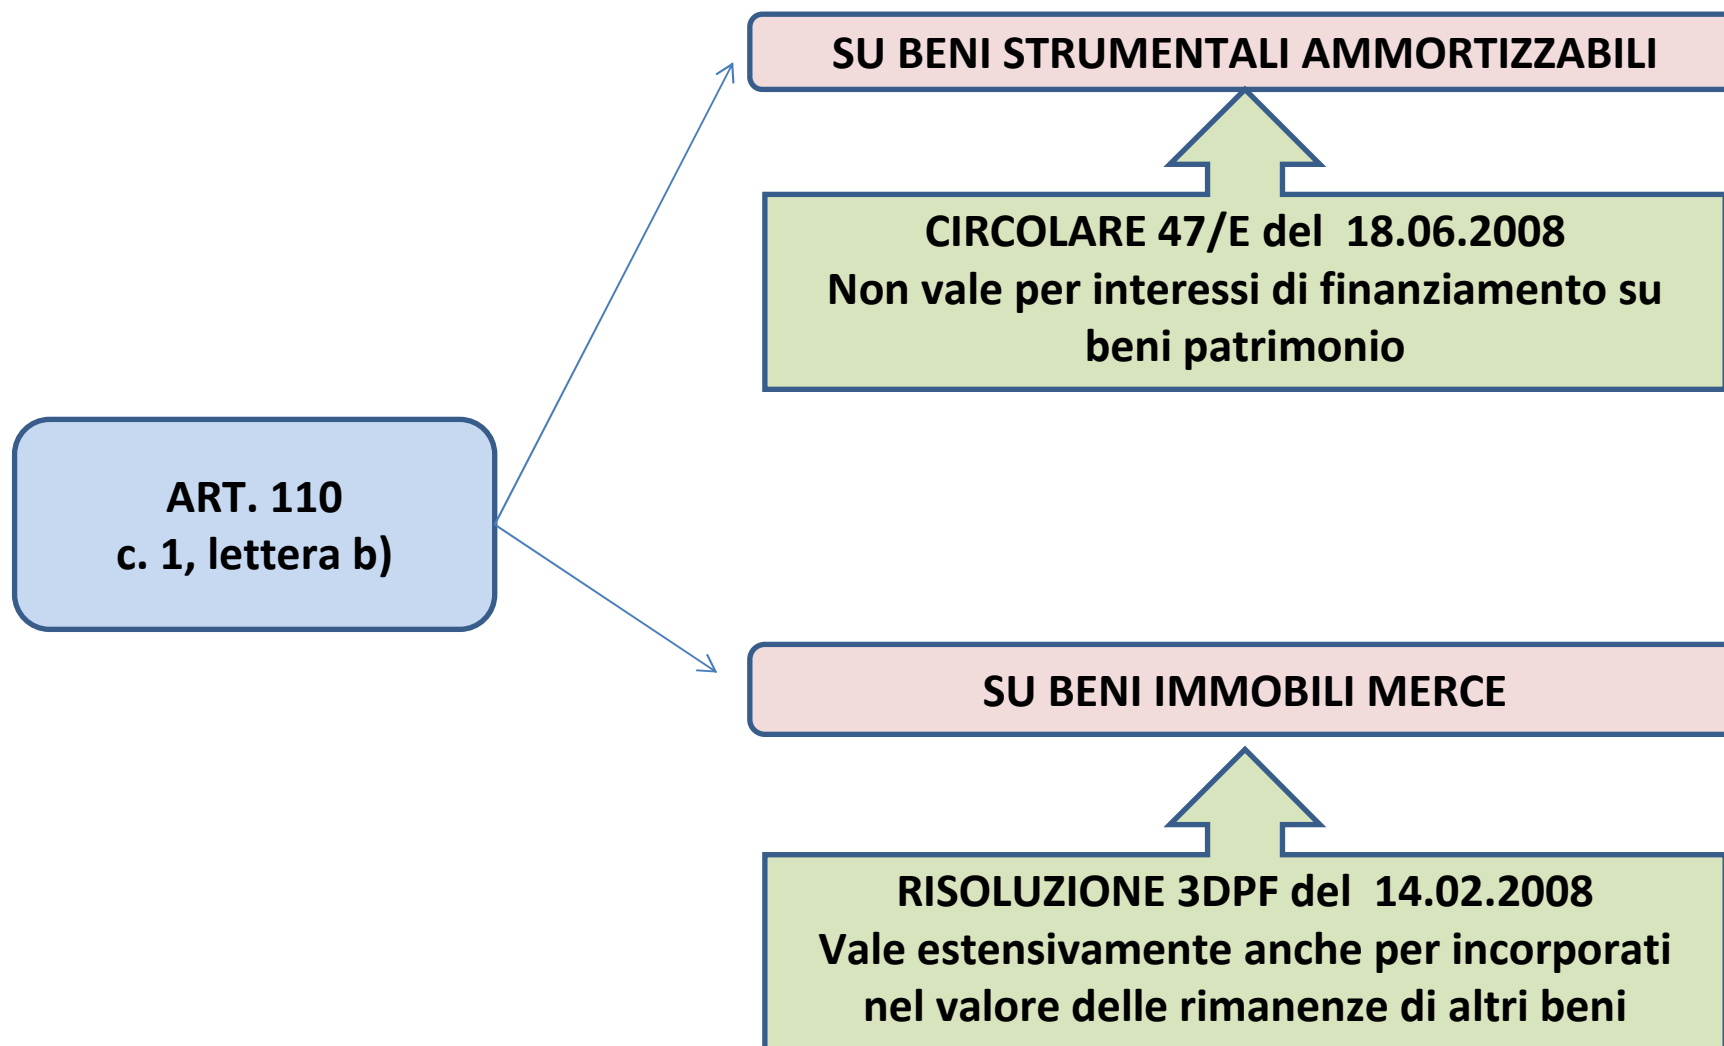 SU BENI STRUMENTALI AMMORTIZZABILI
CIRCOLARE 47/E del 18.06.2008
Non vale per interessi di finanziamento su
beni patrimonio
ART. 110
c. 1, lettera b)
SU BENI IMMOBILI MERCE
RISOLUZIONE 3DPF del 14.02.2008
Vale estensivamente anche per incorporati
nel valore delle rimanenze di altri beni